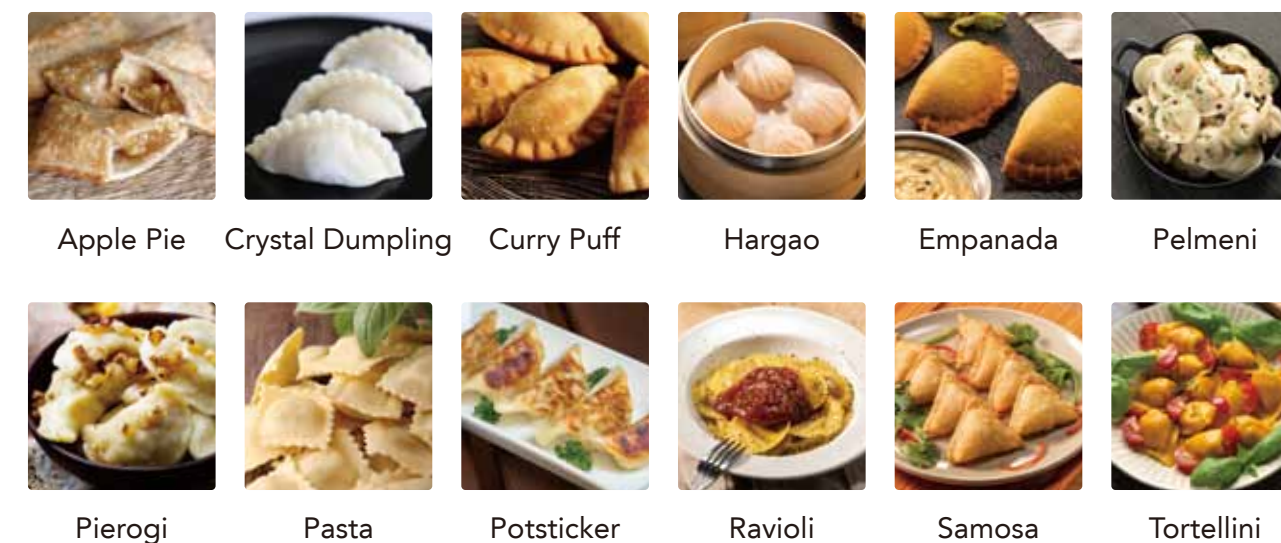 Apple Pie
Crystal Dumpling
Curry Puff
Hargao
Empanada
Pelmeni
Pierogi
Pasta
Potsticker
Ravioli
Samosa
Tortellini